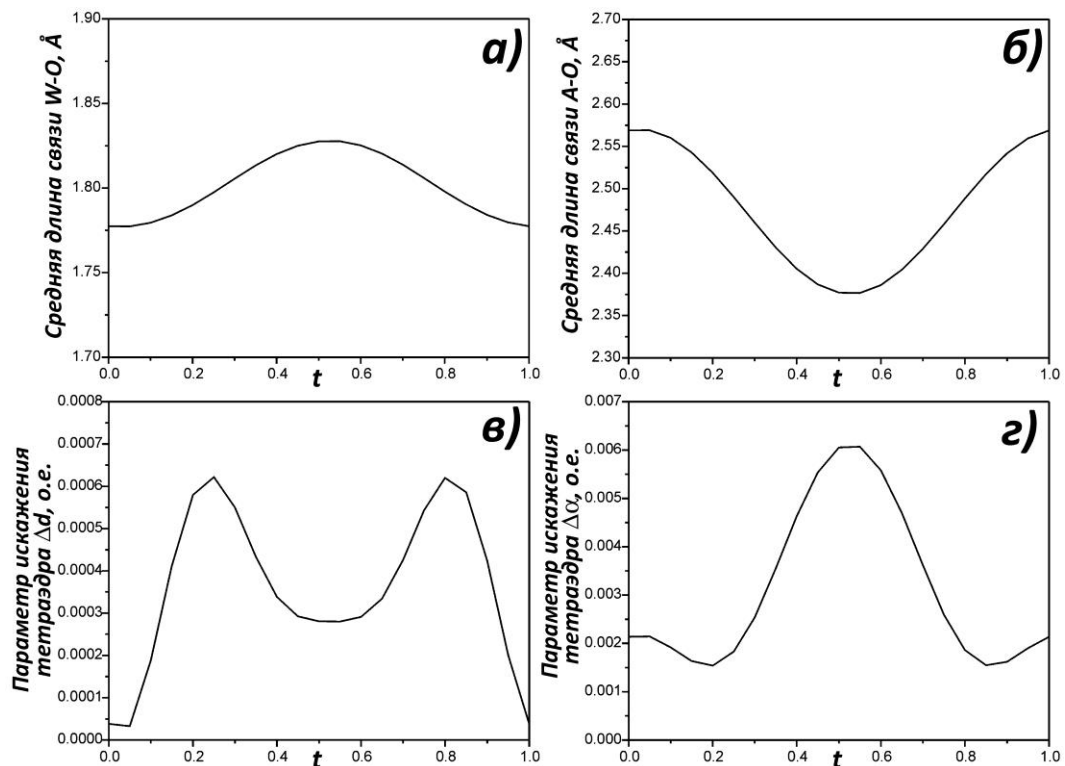 а)
Средняя длина связи W-O, Å
1.90
1.85
1.80
1.75
1.70
0.0 0.2 0.4 0.6 0.8 1.0
t
б)
Средняя длина связи A-O, Å
2.70
2.65
2.60
2.55
2.50
2.45
2.40
2.35
2.30
0.0 0.2 0.4 0.6 0.8 1.0
t
в)
Параметр искажения
тетраэдра Δd, о.е.
0.0008
0.0007
0.0006
0.0005
0.0004
0.0003
0.0002
0.0001
0.0000
0.0 0.2 0.4 0.6 0.8 1.0
t
г)
Параметр искажения
тетраэдра Δα, о.е.
0.007
0.006
0.005
0.004
0.003
0.002
0.001
0.000
0.0 0.2 0.4 0.6 0.8 1.0
t